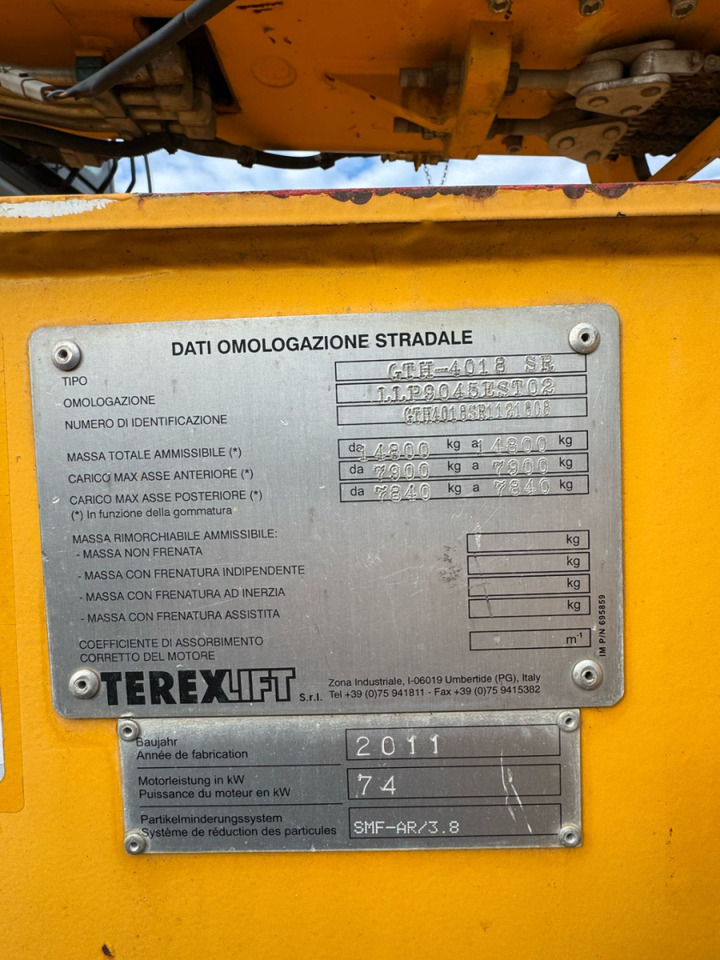 DATI OMOLOGAZIONE STRADALE
TIPO GTH-4018 SR
OMOLOGAZIONE LLP9045EST02
NUMERO DI IDENTIFICAZIONE GTH4018SR1121808
MASSA TOTALE AMMISSIBILE (*) da 14800 kg a 14800 kg
CARICO MAX ASSE ANTERIORE (*) da 7900 kg a 7900 kg
CARICO MAX ASSE POSTERIORE (*) da 7840 kg a 7840 kg
(*) In funzione della gommatura
MASSA RIMORCHIABILE AMMISSIBILE:
- MASSA NON FRENATA kg
- MASSA CON FRENATURA INDIPENDENTE kg
- MASSA CON FRENATURA AD INERZIA kg
- MASSA CON FRENATURA ASSISTITA kg
COEFFICIENTE DI ASSORBIMENTO
CORRETTO DEL MOTORE m-1
IM P/N 695859
TEREXLIFT S.r.l.
Zona Industriale, I-06019 Umbertide (PG), Italy
Tel +39 (0)75 941811 - Fax +39 (0)75 9415382
Baujahr
Année de fabrication 2011
Motorleistung in kW
Puissance du moteur en kW 74
Partikelminderungssystem
Système de réduction des particules SMF-AR/3.8